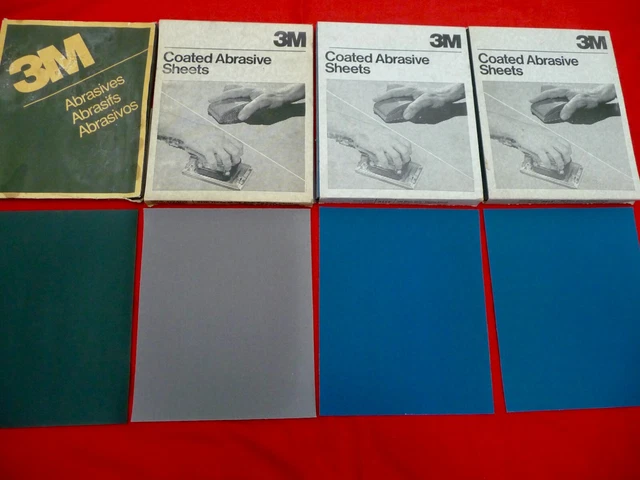 3M
Abrasives
Abrasifs
Abrasivos
3M
Coated Abrasive
Sheets
3M
Coated Abrasive
Sheets
3M
Coated Abrasive
Sheets